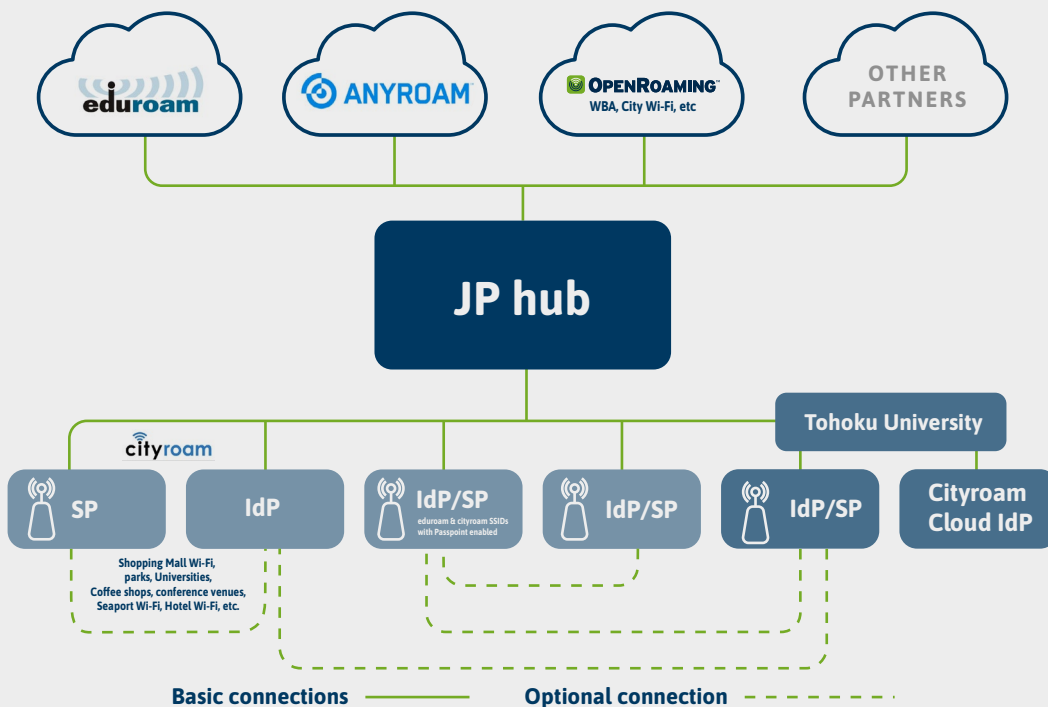 eduroam
ANYROAM
OPENROAMING™
WBA, City Wi-Fi, etc
OTHER
PARTNERS
JP hub
Tohoku University
cityroam
SP
IdP
IdP/SP
eduroam & cityroam SSIDs
with Passpoint enabled
IdP/SP
IdP/SP
Cityroam
Cloud IdP
Shopping Mall Wi-Fi,
parks, Universities,
Coffee shops, conference venues,
Seaport Wi-Fi, Hotel Wi-Fi, etc.
Basic connections
Optional connection